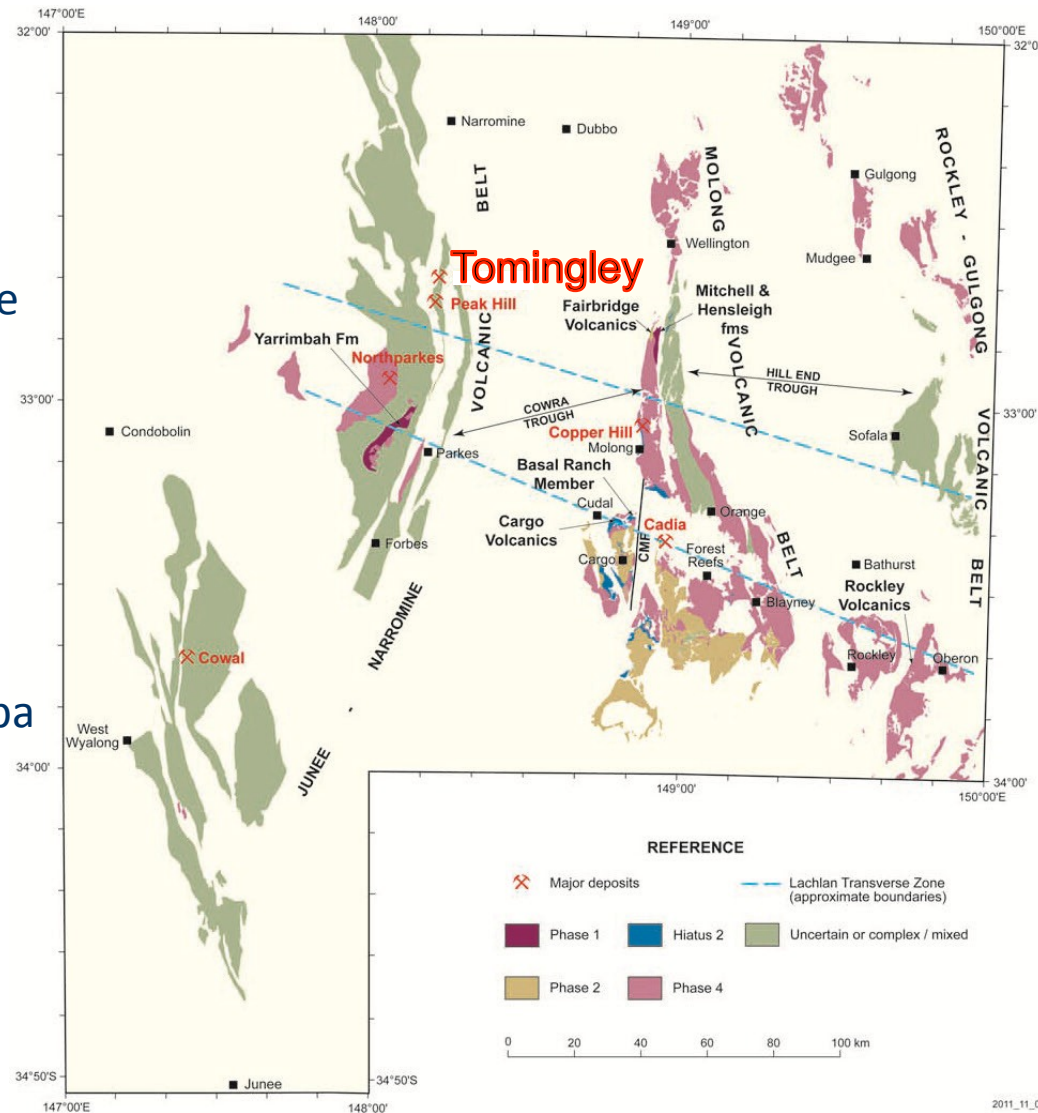 147°00'E
148°00'
149°00'
150°00'E
32°00'
Narromine
Dubbo
BELT
MOLONG
ROCKLEY - GULGONG
Gulgong
Wellington
Mudgee
Tomingley
Peak Hill
Fairbridge
Volcanics
Mitchell &
Hensleigh
fms
Yarrimbah Fm
Northparkes
VOLCANIC
VOLCANIC
HILL END
TROUGH
COWRA
TROUGH
33°00'
33°00'
Condobolin
Parkes
Copper Hill
Molong
Sofala
VOLCANIC
Basal Ranch
Member
Cudal
Orange
Cargo
Volcanics
Cadia
CMF
Forbes
Cargo
Forest
Reefs
BELT
Bathurst
BELT
Blayney
Rockley
Volcanics
NARROMINE
Cowal
Rockley
Oberon
West
Wyalong
JUNEE
34°00'
34°00'
149°00'
150°00'E
REFERENCE
Major deposits
Lachlan Transverse Zone
(approximate boundaries)
Phase 1
Hiatus 2
Uncertain or complex / mixed
Phase 2
Phase 4
0 20 40 60 80 100 km
34°50'S
34°50'S
Junee
147°00'E
148°00'